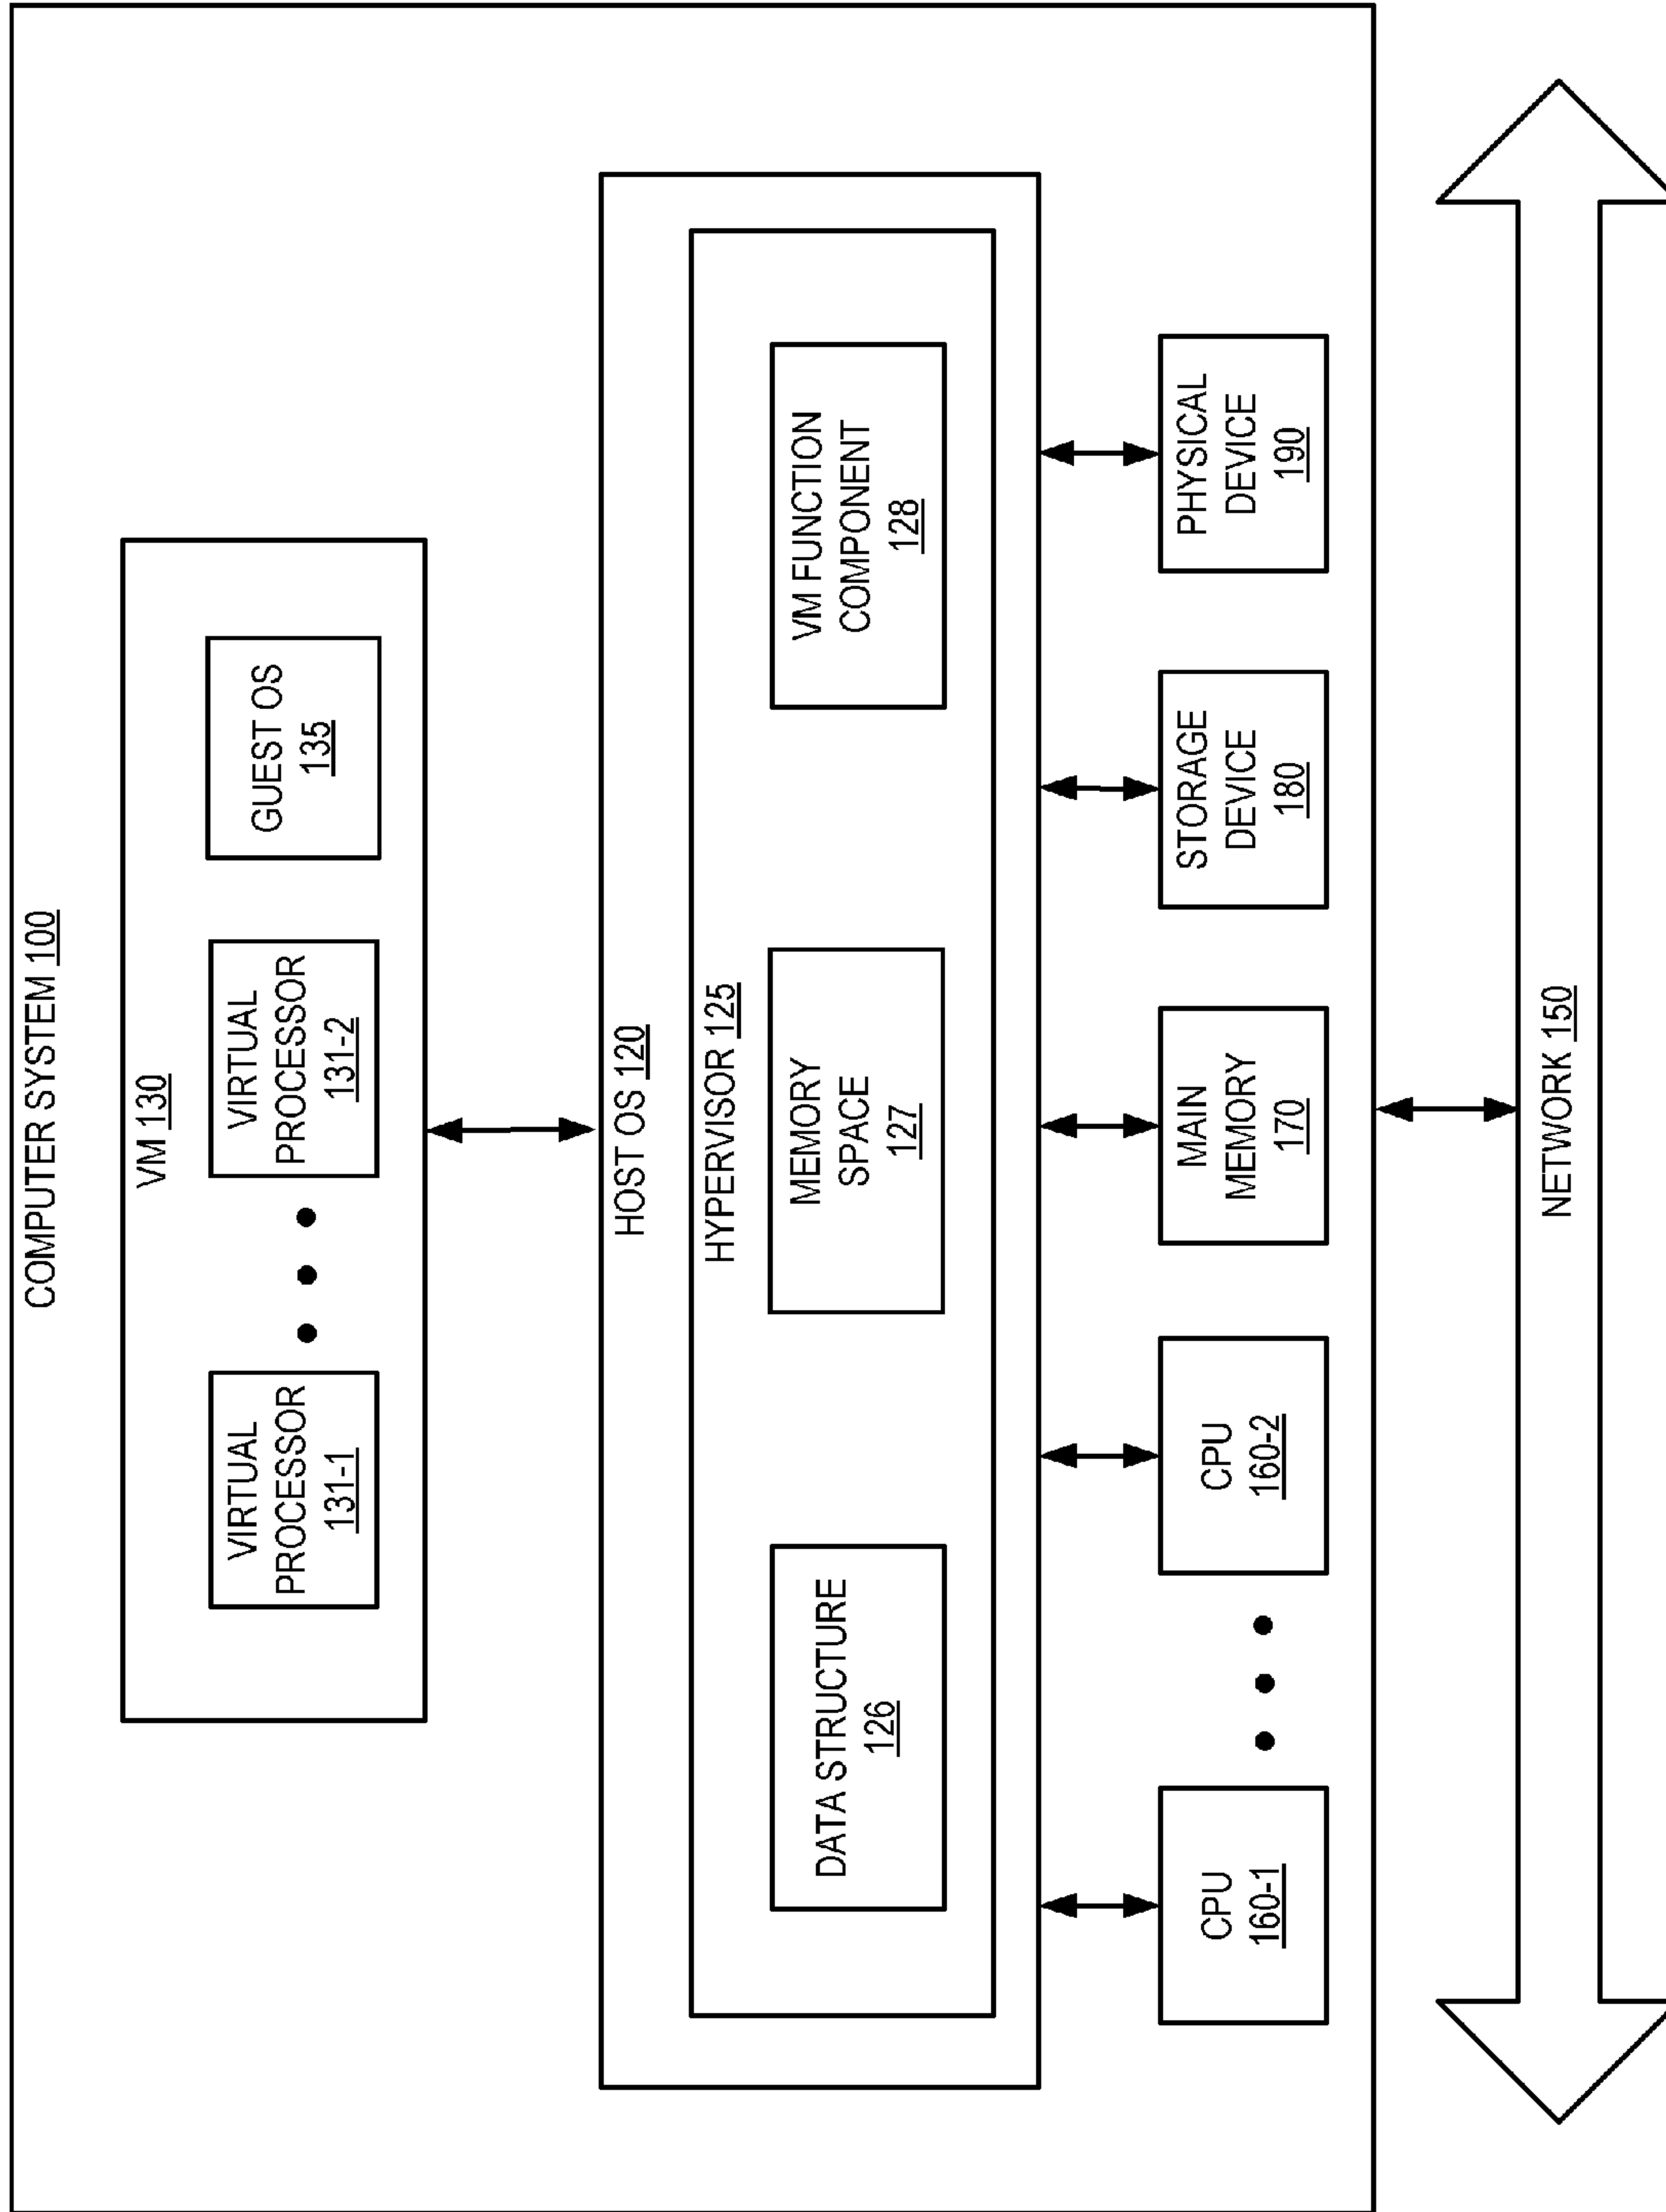 COMPUTER SYSTEM 100
VM 130
VIRTUAL
PROCESSOR
131-1
VIRTUAL
PROCESSOR
131-2
GUEST OS
135
HOST OS 120
HYPERVISOR 125
DATA STRUCTURE
126
MEMORY
SPACE
127
VM FUNCTION
COMPONENT
128
CPU
160-1
CPU
160-2
MAIN
MEMORY
170
STORAGE
DEVICE
180
PHYSICAL
DEVICE
190
NETWORK 150